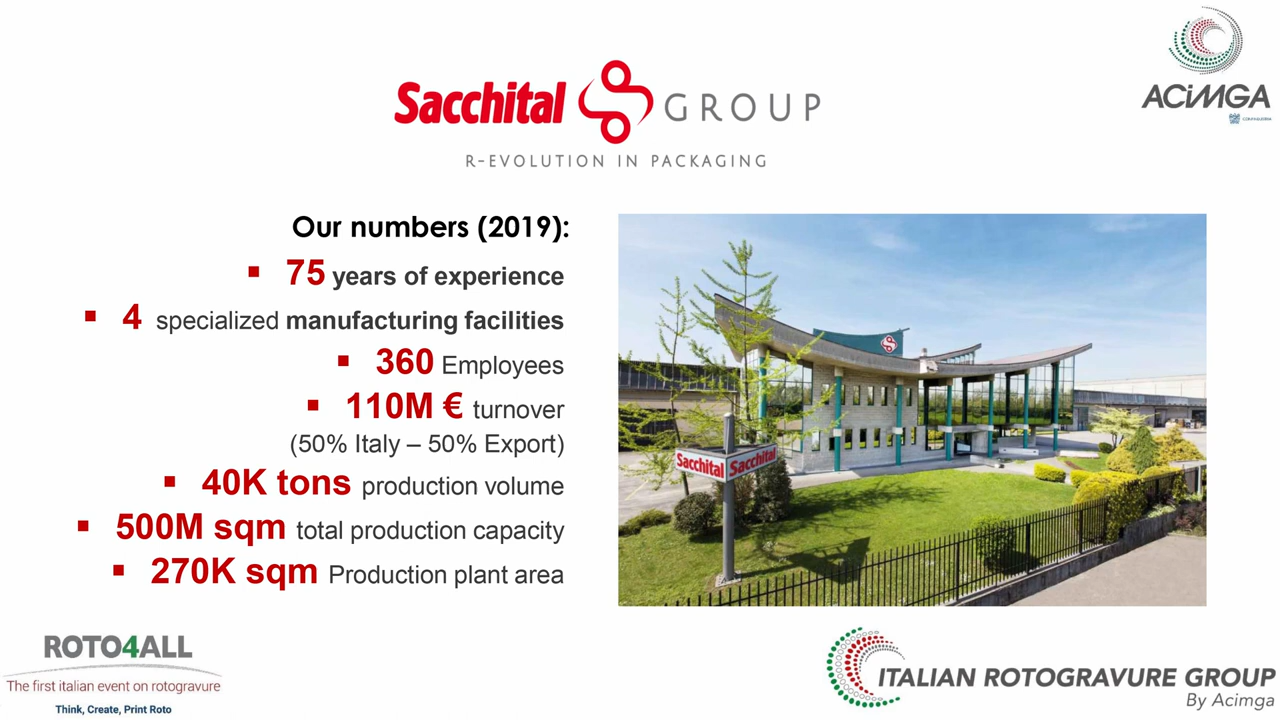 Sacchital GROUP
R-EVOLUTION IN PACKAGING
ACIMGA
CONFINDUSTRIA
Our numbers (2019):
▪ 75 years of experience
▪ 4 specialized manufacturing facilities
▪ 360 Employees
▪ 110M € turnover
(50% Italy – 50% Export)
▪ 40K tons production volume
▪ 500M sqm total production capacity
▪ 270K sqm Production plant area
Sacchital Sacchital
ROTO4ALL
The first italian event on rotogravure
Think, Create, Print Roto
ITALIAN ROTOGRAVURE GROUP
By Acimga